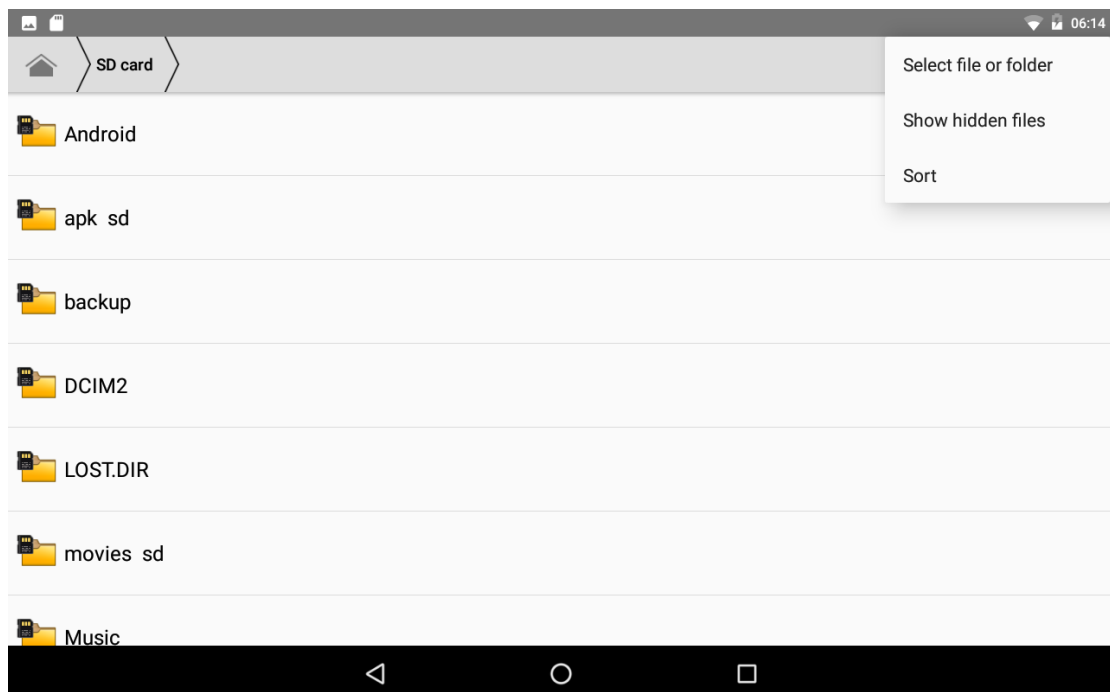 06:14
SD card
Select file or folder
Show hidden files
Sort
Android
apk sd
backup
DCIM2
LOST.DIR
movies sd
Music